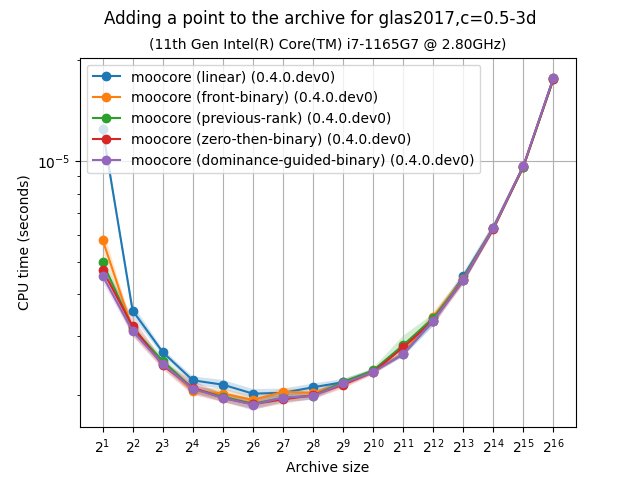 Adding a point to the archive for glas2017,c=0.5-3d
(11th Gen Intel(R) Core(TM) i7-1165G7 @ 2.80GHz)
moocore (linear) (0.4.0.dev0)
moocore (front-binary) (0.4.0.dev0)
moocore (previous-rank) (0.4.0.dev0)
moocore (zero-then-binary) (0.4.0.dev0)
moocore (dominance-guided-binary) (0.4.0.dev0)
10⁻⁵
CPU time (seconds)
2¹ 2² 2³ 2⁴ 2⁵ 2⁶ 2⁷ 2⁸ 2⁹ 2¹⁰ 2¹¹ 2¹² 2¹³ 2¹⁴ 2¹⁵ 2¹⁶
Archive size